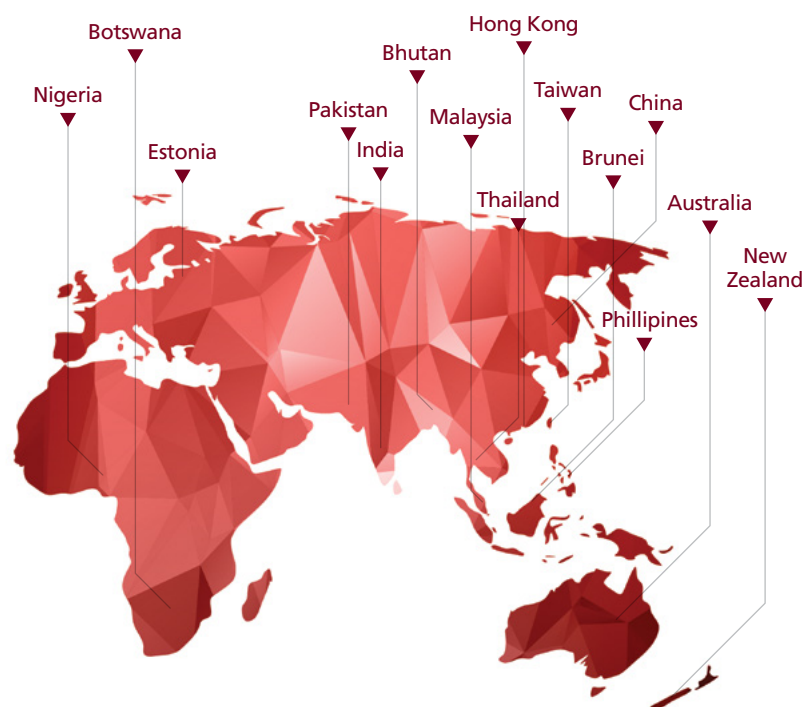 Botswana
Hong Kong
Bhutan
Nigeria
Taiwan
China
Pakistan
Malaysia
Estonia
India
Brunei
Thailand
Australia
New
Zealand
Phillipines